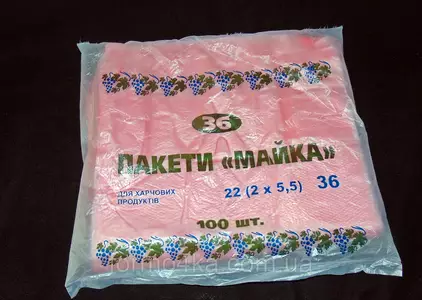 36
ПАКЕТИ «МАЙКА»
ДЛЯ ХАРЧОВИХ
ПРОДУКТІВ
22 (2 x 5,5) 36
100 шт.